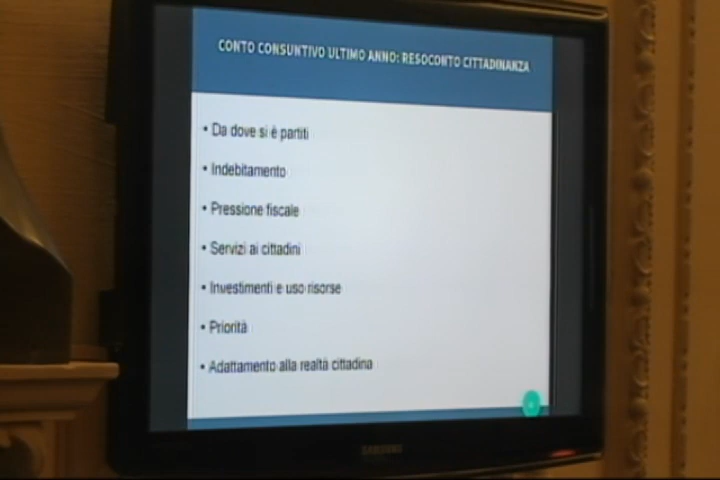 CONTO CONSUNTIVO ULTIMO ANNO: RESOCONTO CITTADINANZA
• Da dove si è partiti
• Indebitamento
• Pressione fiscale
• Servizi ai cittadini
• Investimenti e uso risorse
• Priorità
• Adattamento alla realtà cittadina
SAMSUNG